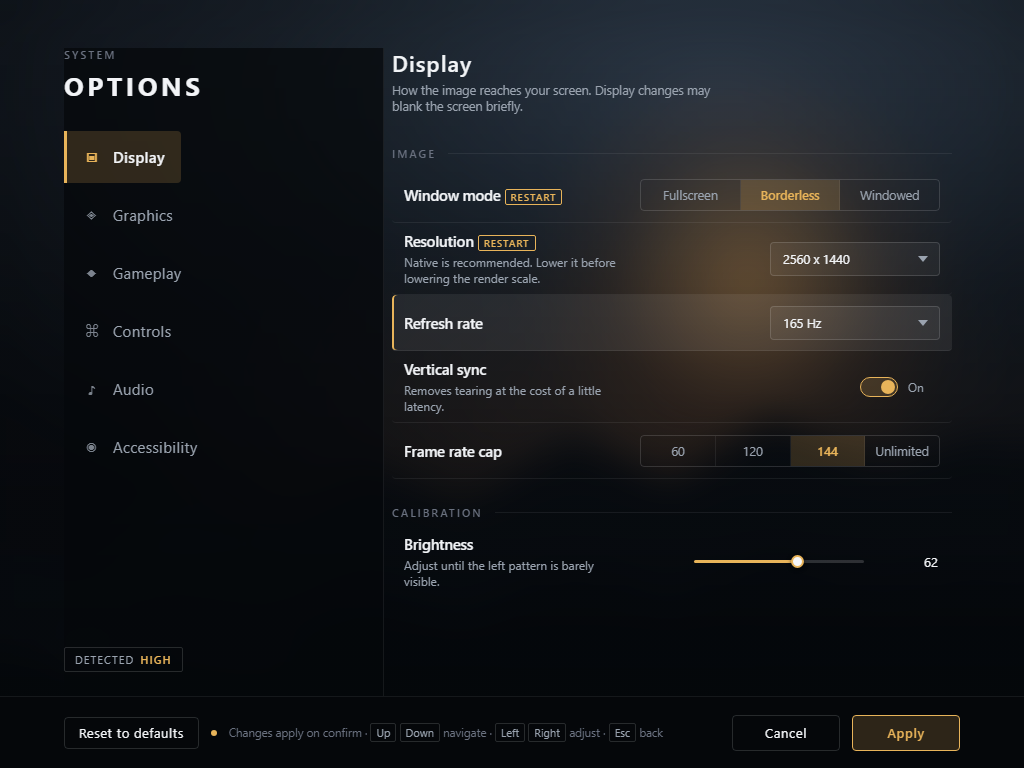 SYSTEM
OPTIONS
Display
Graphics
Gameplay
Controls
Audio
Accessibility
DETECTED HIGH
Display
How the image reaches your screen. Display changes may
blank the screen briefly.
IMAGE
Window mode RESTART
Fullscreen Borderless Windowed
Resolution RESTART
Native is recommended. Lower it before
lowering the render scale.
2560 x 1440
Refresh rate
165 Hz
Vertical sync
Removes tearing at the cost of a little
latency.
On
Frame rate cap
60 120 144 Unlimited
CALIBRATION
Brightness
Adjust until the left pattern is barely
visible.
62
Reset to defaults
Changes apply on confirm · Up Down navigate · Left Right adjust · Esc back
Cancel
Apply